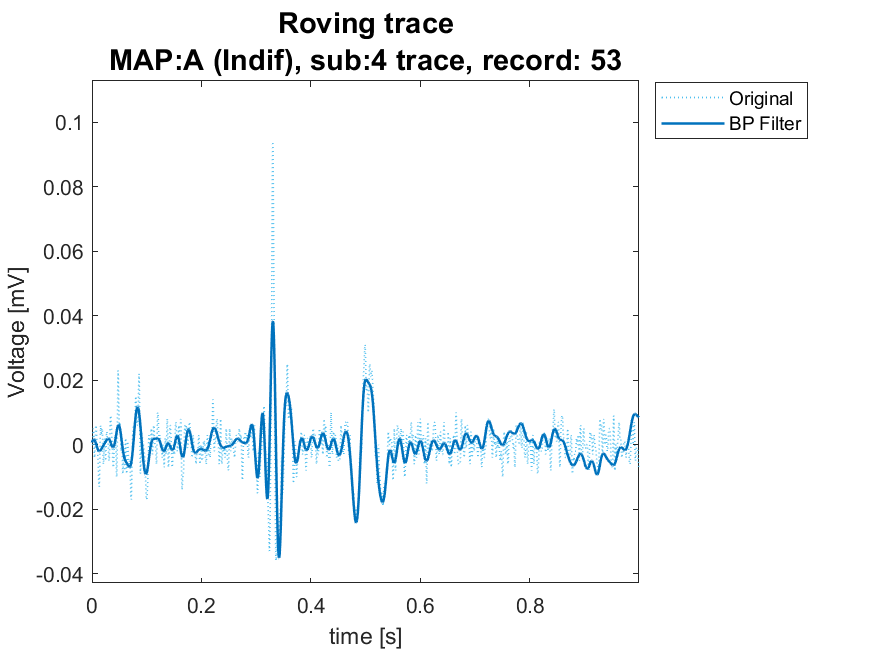 Roving trace
MAP:A (Indif), sub:4 trace, record: 53
Original
BP Filter
0.1
0.08
0.06
0.04
0.02
0
-0.02
-0.04
Voltage [mV]
0
0.2
0.4
0.6
0.8
time [s]